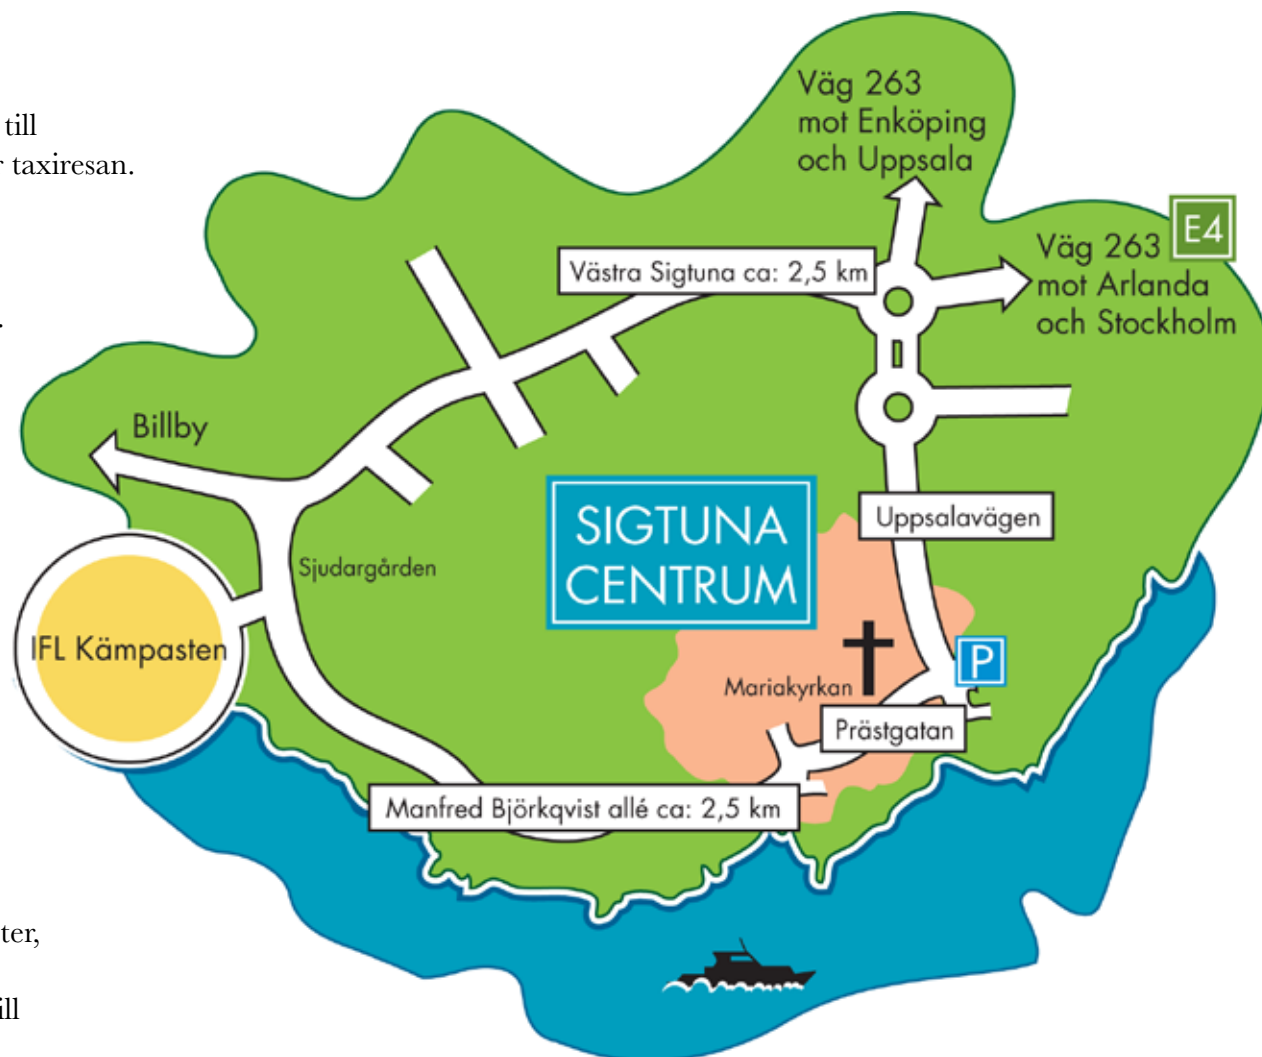 till
r taxiresan.
.
Väg 263
mot Enköping
och Uppsala
E4
Väg 263
mot Arlanda
och Stockholm
Västra Sigtuna ca: 2,5 km
Billby
SIGTUNA
CENTRUM
Uppsalavägen
Sjudargården
IFL Kämpasten
P
Mariakyrkan
Prästgatan
Manfred Björkqvist allé ca: 2,5 km
ter,
ill